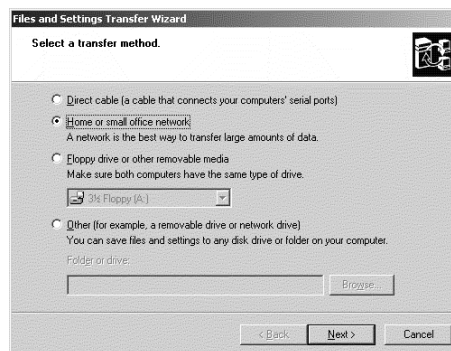 Files and Settings Transfer Wizard
Select a transfer method.
Direct cable (a cable that connects your computers' serial ports)
Home or small office network
A network is the best way to transfer large amounts of data.
Floppy drive or other removable media
Make sure both computers have the same type of drive.
3½ Floppy (A:)
Other (for example, a removable drive or network drive)
You can save files and settings to any disk drive or folder on your computer.
Folder or drive:
Browse...
< Back Next > Cancel